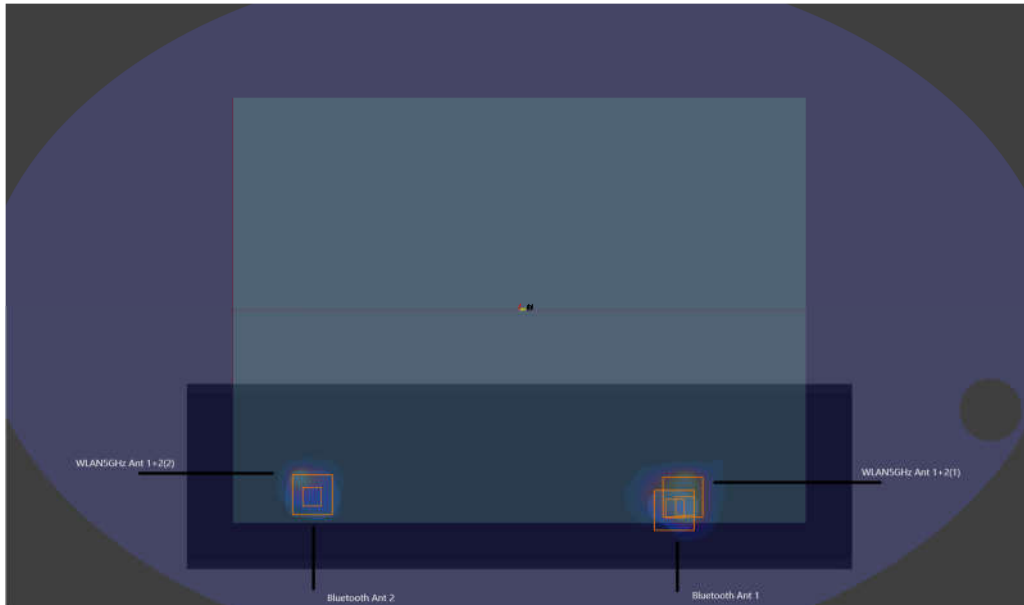 WLAN5GHz Ant 1+2(2)
WLAN5GHz Ant 1+2(1)
Bluetooth Ant 2
Bluetooth Ant 1